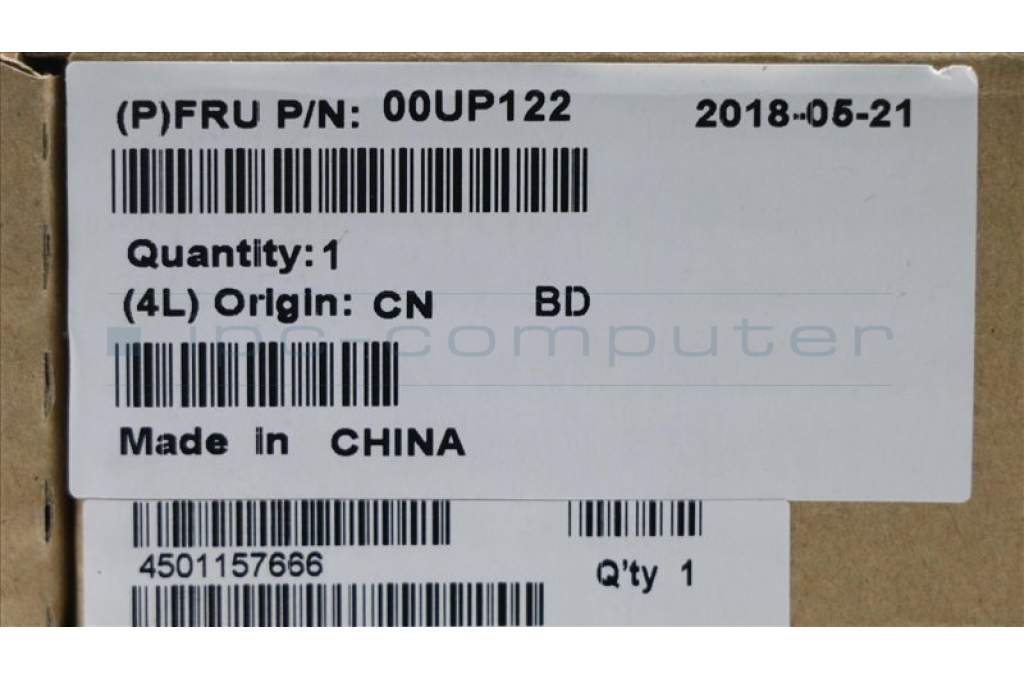 (P)FRU P/N: 00UP122 2018-05-21
Quantity: 1
(4L) Origin: CN BD
ipc-computer
Made in CHINA
4501157666
Q'ty 1